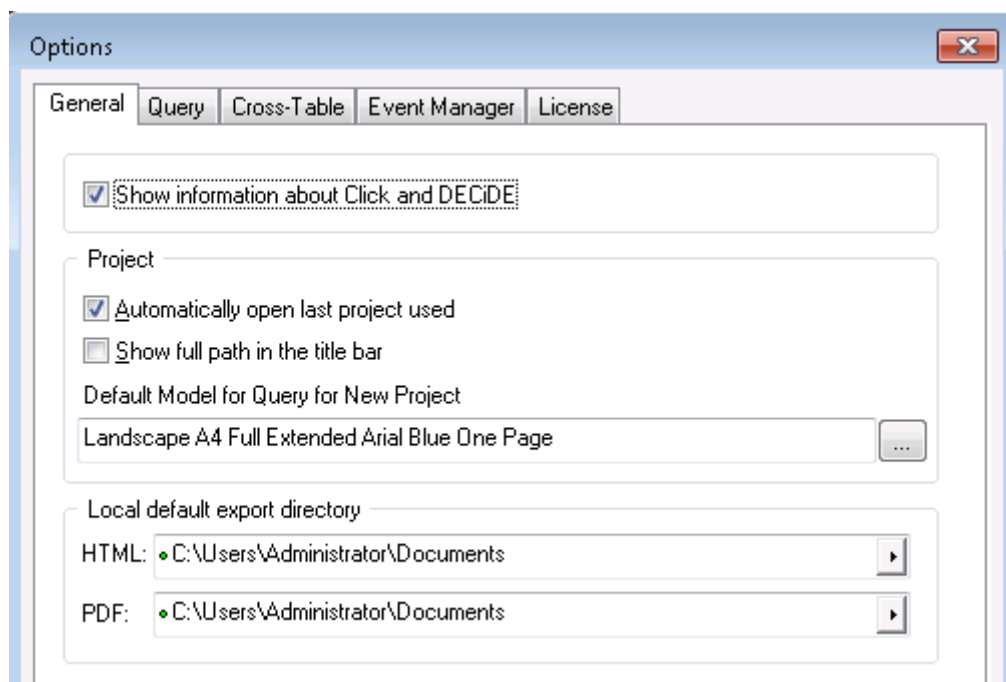 Options
General Query Cross-Table Event Manager License
Show information about Click and DECiDE
Project
Automatically open last project used
Show full path in the title bar
Default Model for Query for New Project
Landscape A4 Full Extended Arial Blue One Page
...
Local default export directory
HTML: C:\Users\Administrator\Documents
PDF: C:\Users\Administrator\Documents